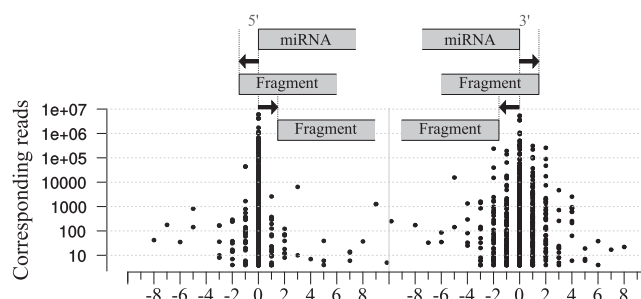 5' 3'
miRNA miRNA
Fragment Fragment
Fragment Fragment
Corresponding reads
1e+07
1e+06
1e+05
10000
1000
100
10
-8 -6 -4 -2 0 2 4 6 8 -8 -6 -4 -2 0 2 4 6 8